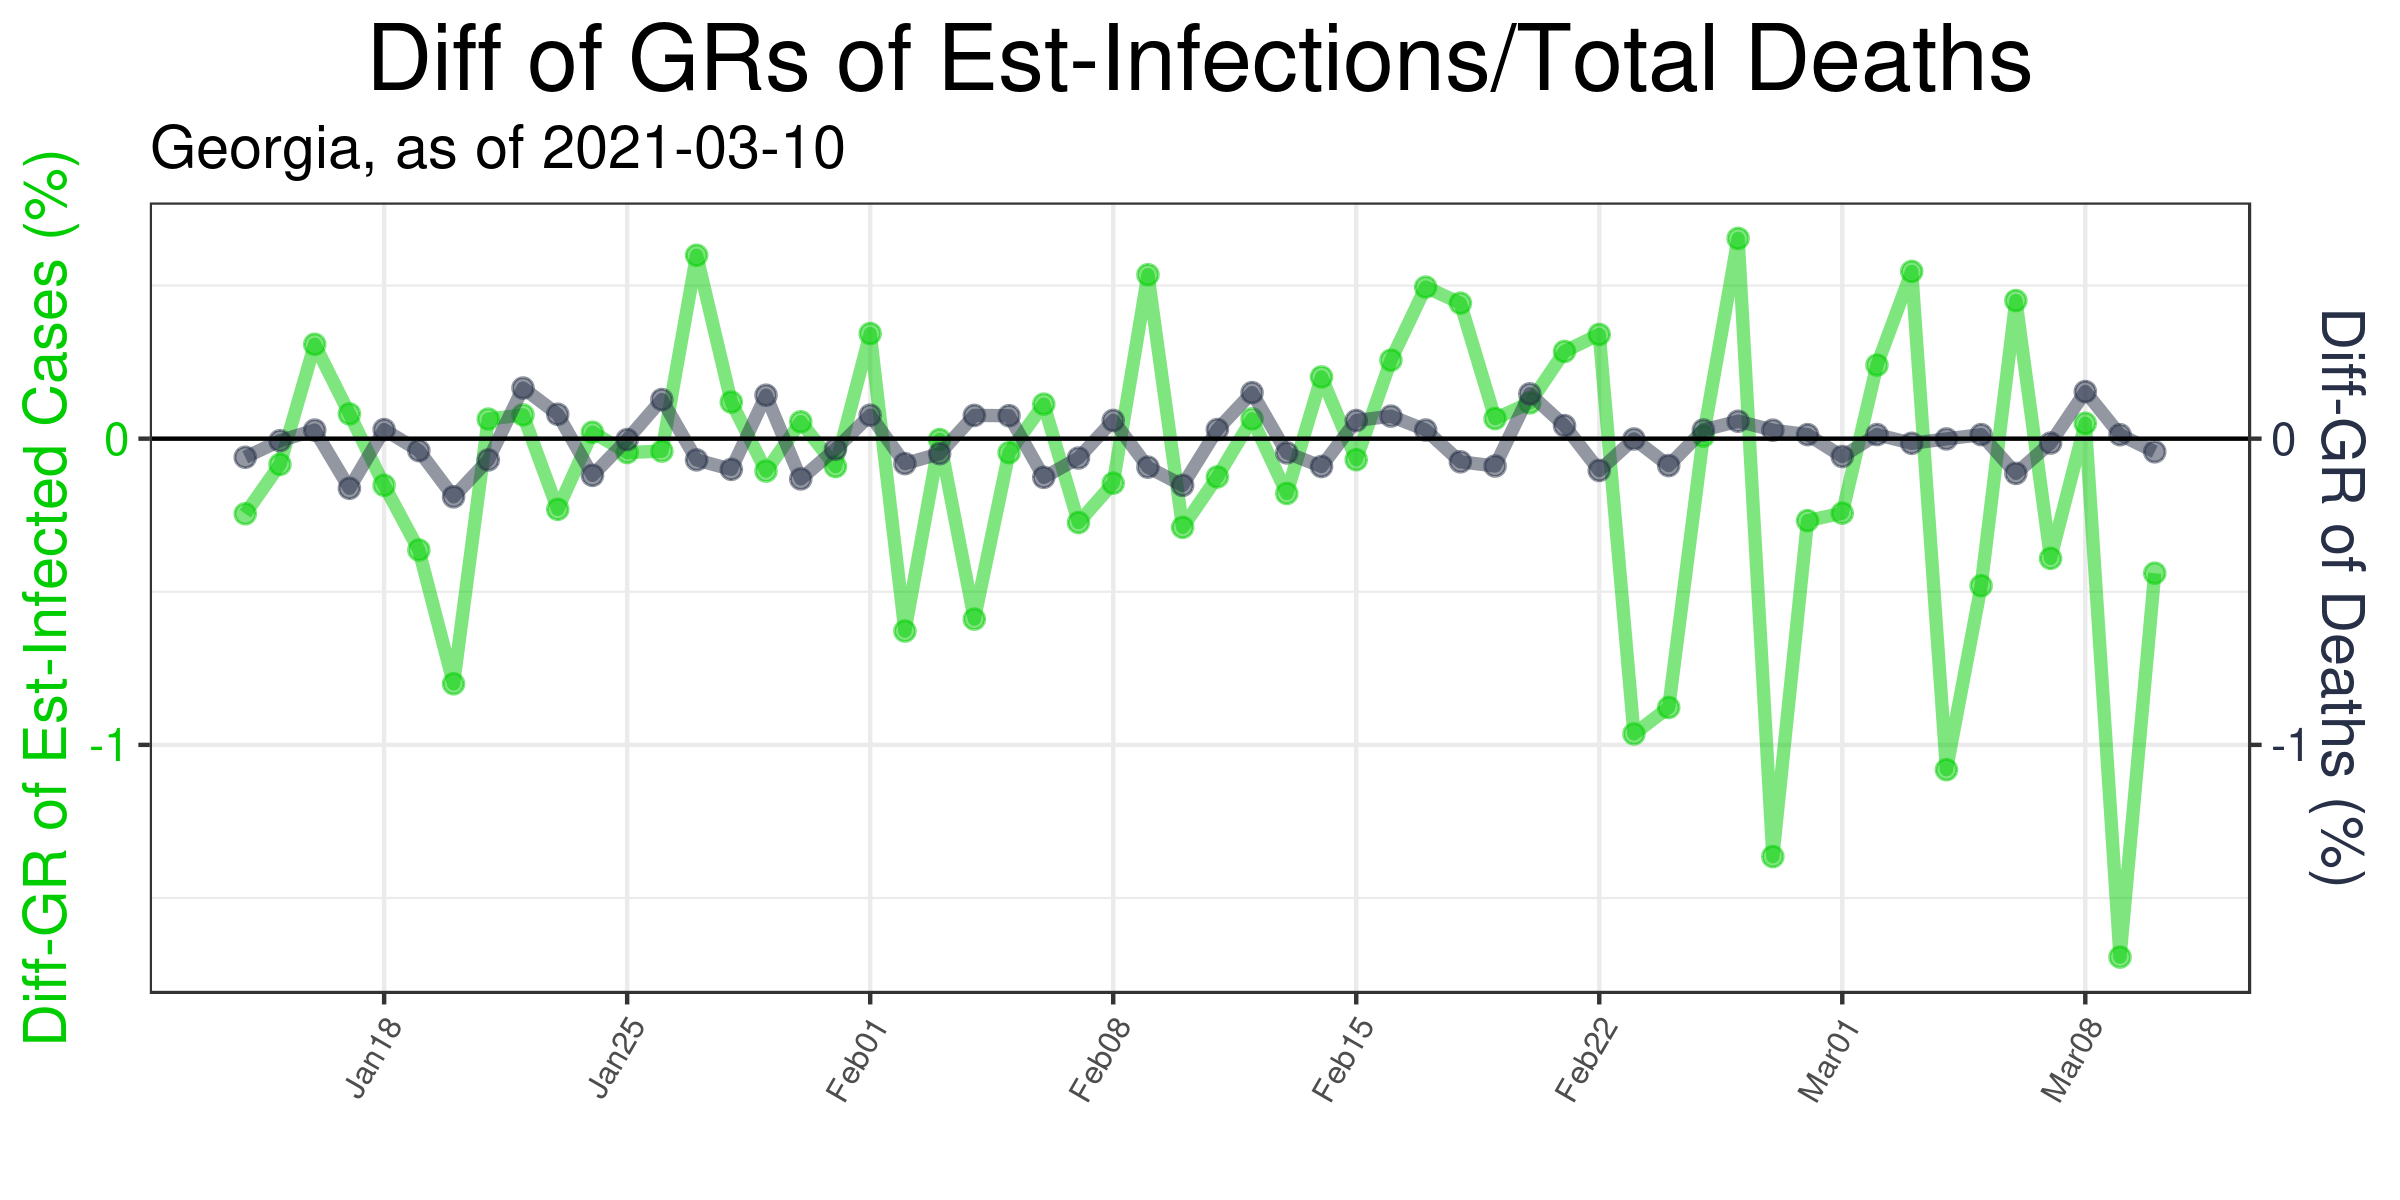 Diff of GRs of Est-Infections/Total Deaths
Georgia, as of 2021-03-10
Diff-GR of Est-Infected Cases (%)
0
-1
0
-1
Diff-GR of Deaths (%)
Jan18
Jan25
Feb01
Feb08
Feb15
Feb22
Mar01
Mar08